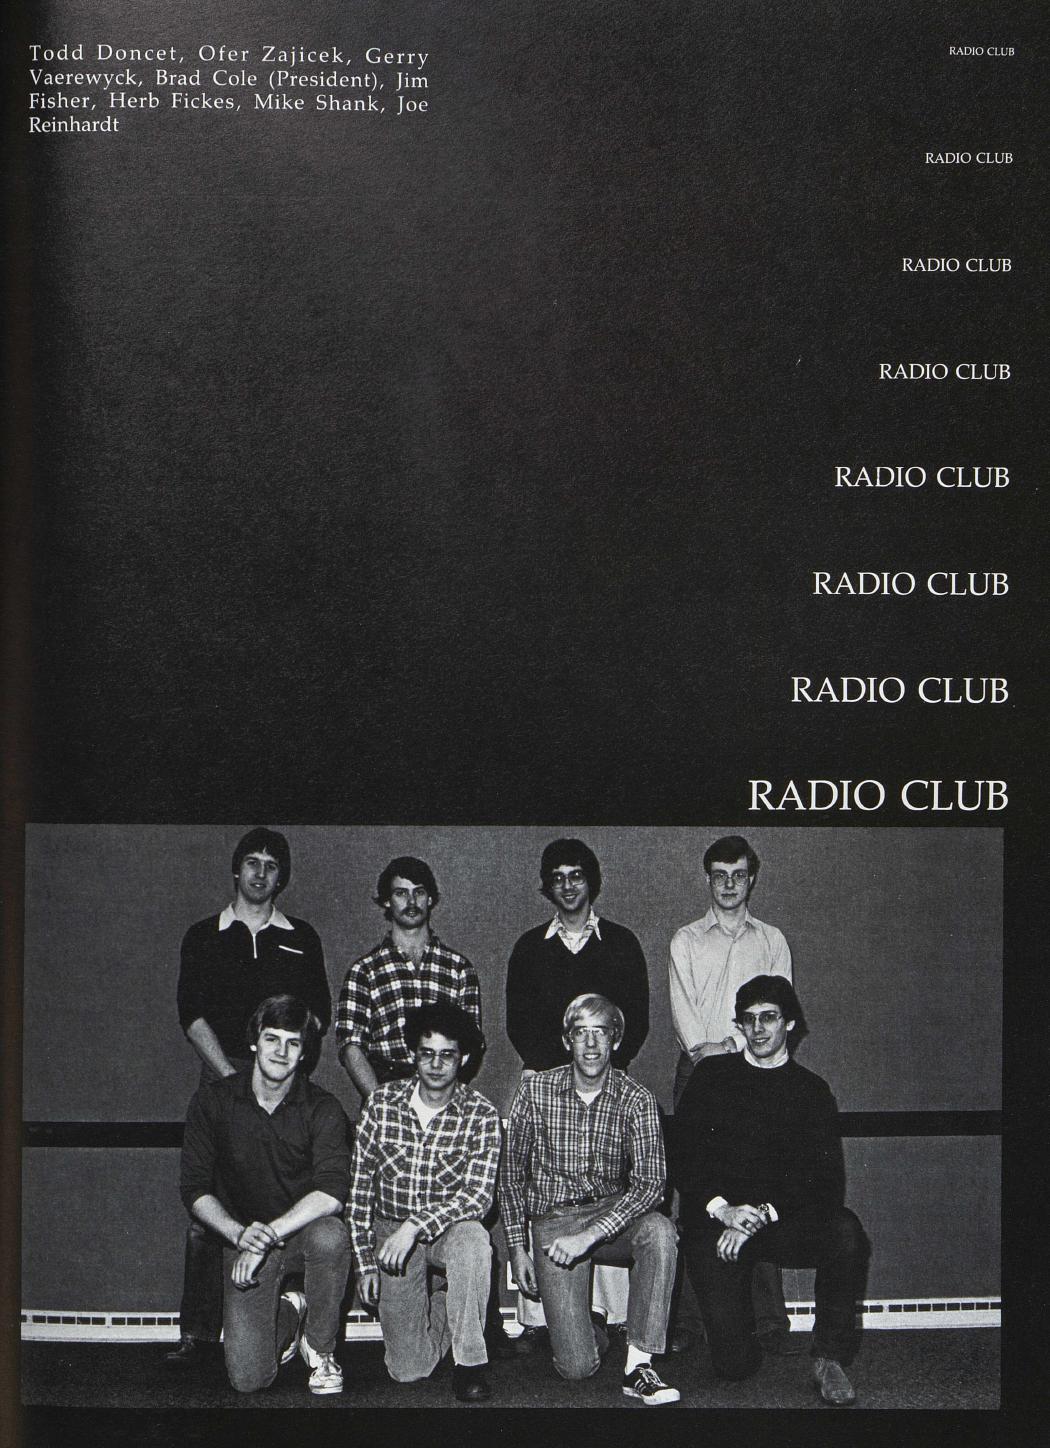 Todd Doncet, Ofer Zajicek, Gerry
Vaerewyck, Brad Cole (President), Jim
Fisher, Herb Fickes, Mike Shank, Joe
Reinhardt
RADIO CLUB
RADIO CLUB
RADIO CLUB
RADIO CLUB
RADIO CLUB
RADIO CLUB
RADIO CLUB
RADIO CLUB